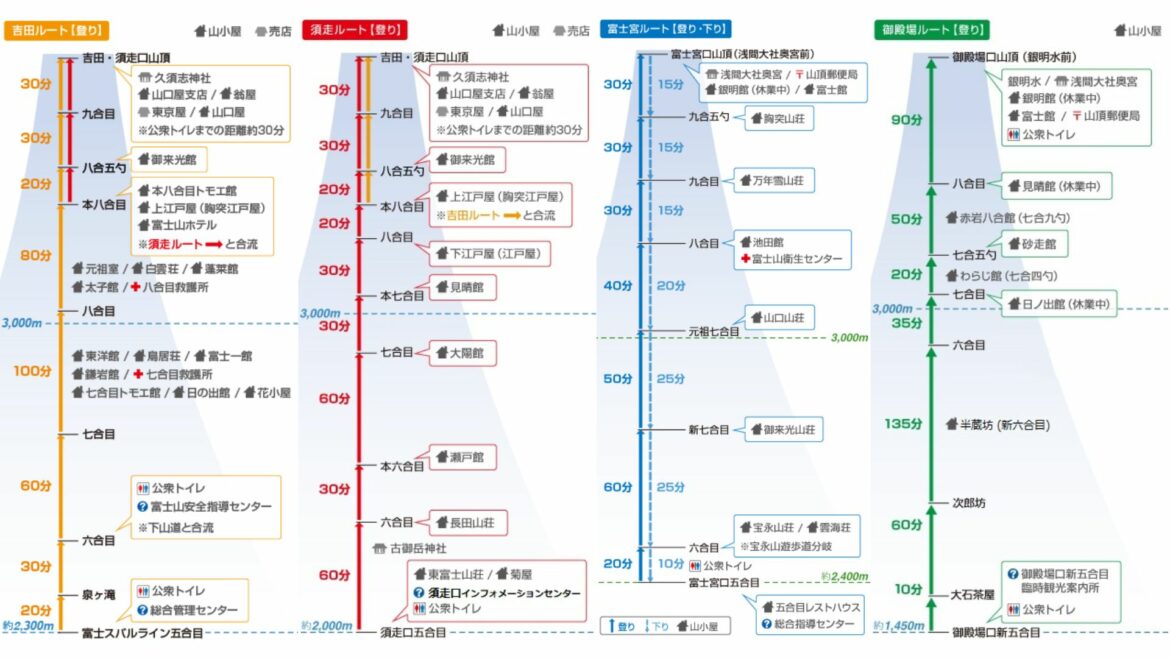 吉田ルート【登り】
山小屋
売店
吉田・須走口山頂
30分
久須志神社
山口屋支店 / 扇屋
東京屋 / 山口屋
※公衆トイレまでの距離約30分
九合目
30分
八合五勺
御来光館
20分
本八合目
本八合目トモエ館
上江戸屋(胸突江戸屋)
富士山ホテル
※須走ルート→と合流
80分
元祖室 / 白雲荘 / 蓬莱館
太子館 / 八合目救護所
八合目
3,000m
100分
東洋館 / 鳥居荘 / 富士一館
鎌岩館 / 七合目救護所
七合目トモエ館 / 日の出館 / 花小屋
七合目
60分
公衆トイレ
富士山安全指導センター
※下山道と合流
六合目
30分
泉ヶ滝
公衆トイレ
総合管理センター
20分
約2,300m
富士スバルライン五合目
須走ルート【登り】
山小屋
売店
吉田・須走口山頂
30分
久須志神社
山口屋支店 / 扇屋
東京屋 / 山口屋
※公衆トイレまでの距離約30分
九合目
30分
八合五勺
御来光館
20分
本八合目
上江戸屋(胸突江戸屋)
※吉田ルート→と合流
20分
八合目
下江戸屋(江戸屋)
30分
本七合目
見晴館
3,000m
30分
七合目
大陽館
60分
本六合目
瀬戸館
30分
六合目
長田山荘
古御岳神社
60分
東富士山荘 / 菊屋
須走口インフォメーションセンター
公衆トイレ
約2,000m
須走口五合目
富士宮ルート【登り・下り】
山小屋
富士宮口山頂(浅間大社奥宮前)
30分
15分
浅間大社奥宮 / 〒山頂郵便局
銀明館(休業中) / 富士館
九合五勺
胸突山荘
30分
15分
九合目
万年雪山荘
30分
15分
八合目
池田館
富士山衛生センター
40分
20分
元祖七合目
山口山荘
3,000m
50分
25分
新七合目
御来光山荘
60分
25分
六合目
宝永山荘 / 雲海荘
※宝永山遊歩道分岐
20分
10分
公衆トイレ
約2,400m
富士宮口五合目
五合目レストハウス
総合指導センター
登り
下り
山小屋
御殿場ルート【登り】
山小屋
御殿場口山頂(銀明水前)
90分
銀明水 / 浅間大社奥宮
銀明館(休業中)
富士館 / 〒山頂郵便局
公衆トイレ
八合目
見晴館(休業中)
50分
赤岩八合館(七合九勺)
七合五勺
砂走館
20分
わらじ館(七合四勺)
七合目
日ノ出館(休業中)
3,000m
35分
六合目
135分
半蔵坊(新六合目)
次郎坊
60分
大石茶屋
御殿場口新五合目
臨時観光案内所
公衆トイレ
10分
約1,450m
御殿場口新五合目